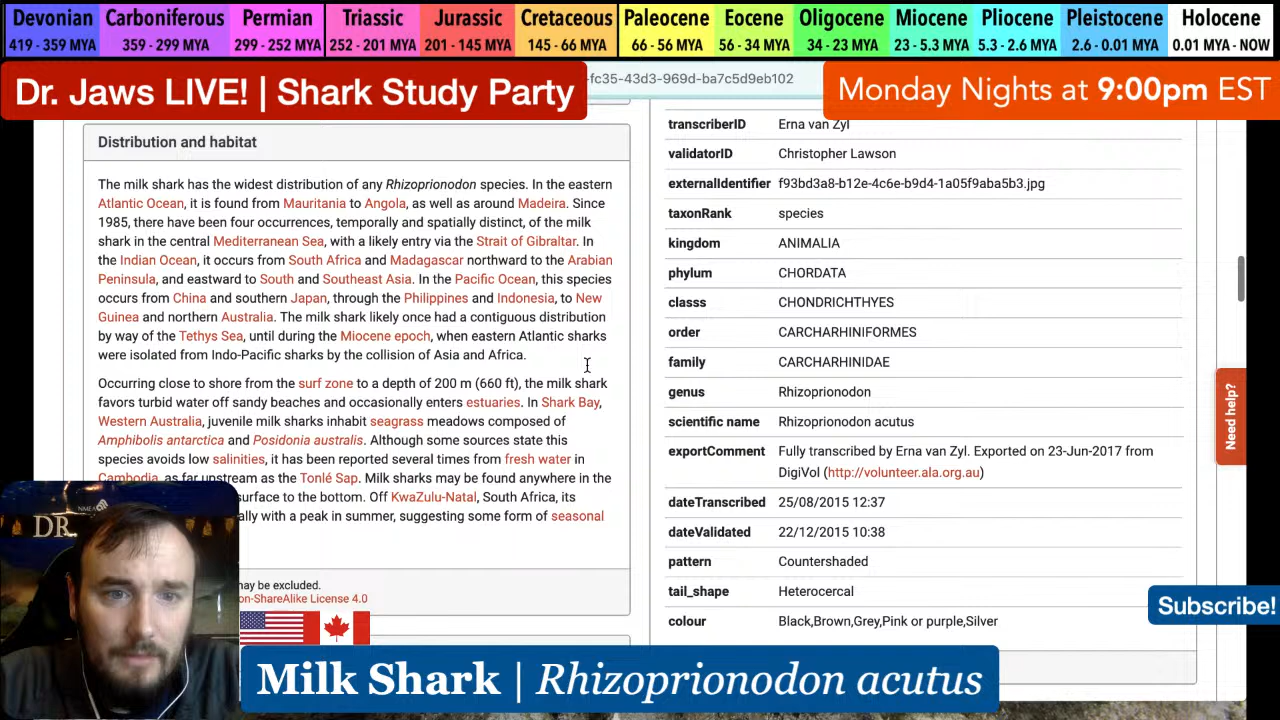 Devonian
419 - 359 MYA
Carboniferous
359 - 299 MYA
Permian
299 - 252 MYA
Triassic
252 - 201 MYA
Jurassic
201 - 145 MYA
Cretaceous
145 - 66 MYA
Paleocene
66 - 56 MYA
Eocene
56 - 34 MYA
Oligocene
34 - 23 MYA
Miocene
23 - 5.3 MYA
Pliocene
5.3 - 2.6 MYA
Pleistocene
2.6 - 0.01 MYA
Holocene
0.01 MYA - NOW
Dr. Jaws LIVE! | Shark Study Party
-fc35-43d3-969d-ba7c5d9eb102
Monday Nights at 9:00pm EST
Distribution and habitat
The milk shark has the widest distribution of any Rhizoprionodon species. In the eastern
Atlantic Ocean, it is found from Mauritania to Angola, as well as around Madeira. Since
1985, there have been four occurrences, temporally and spatially distinct, of the milk
shark in the central Mediterranean Sea, with a likely entry via the Strait of Gibraltar. In
the Indian Ocean, it occurs from South Africa and Madagascar northward to the Arabian
Peninsula, and eastward to South and Southeast Asia. In the Pacific Ocean, this species
occurs from China and southern Japan, through the Philippines and Indonesia, to New
Guinea and northern Australia. The milk shark likely once had a contiguous distribution
by way of the Tethys Sea, until during the Miocene epoch, when eastern Atlantic sharks
were isolated from Indo-Pacific sharks by the collision of Asia and Africa.
Occurring close to shore from the surf zone to a depth of 200 m (660 ft), the milk shark
favors turbid water off sandy beaches and occasionally enters estuaries. In Shark Bay,
Western Australia, juvenile milk sharks inhabit seagrass meadows composed of
Amphibolis antarctica and Posidonia australis. Although some sources state this
species avoids low salinities, it has been reported several times from fresh water in
Cambodia, as far upstream as the Tonlé Sap. Milk sharks may be found anywhere in the
surface to the bottom. Off KwaZulu-Natal, South Africa, its
ally with a peak in summer, suggesting some form of seasonal
may be excluded.
on-ShareAlike License 4.0
transcriberID Erna van Zyl
validatorID Christopher Lawson
externalIdentifier f93bd3a8-b12e-4c6e-b9d4-1a05f9aba5b3.jpg
taxonRank species
kingdom ANIMALIA
phylum CHORDATA
classs CHONDRICHTHYES
order CARCHARHINIFORMES
family CARCHARHINIDAE
genus Rhizoprionodon
scientific name Rhizoprionodon acutus
exportComment Fully transcribed by Erna van Zyl. Exported on 23-Jun-2017 from
DigiVol (http://volunteer.ala.org.au)
dateTranscribed 25/08/2015 12:37
dateValidated 22/12/2015 10:38
pattern Countershaded
tail_shape Heterocercal
colour Black,Brown,Grey,Pink or purple,Silver
Need help?
Subscribe!
DR.
Milk Shark | Rhizoprionodon acutus